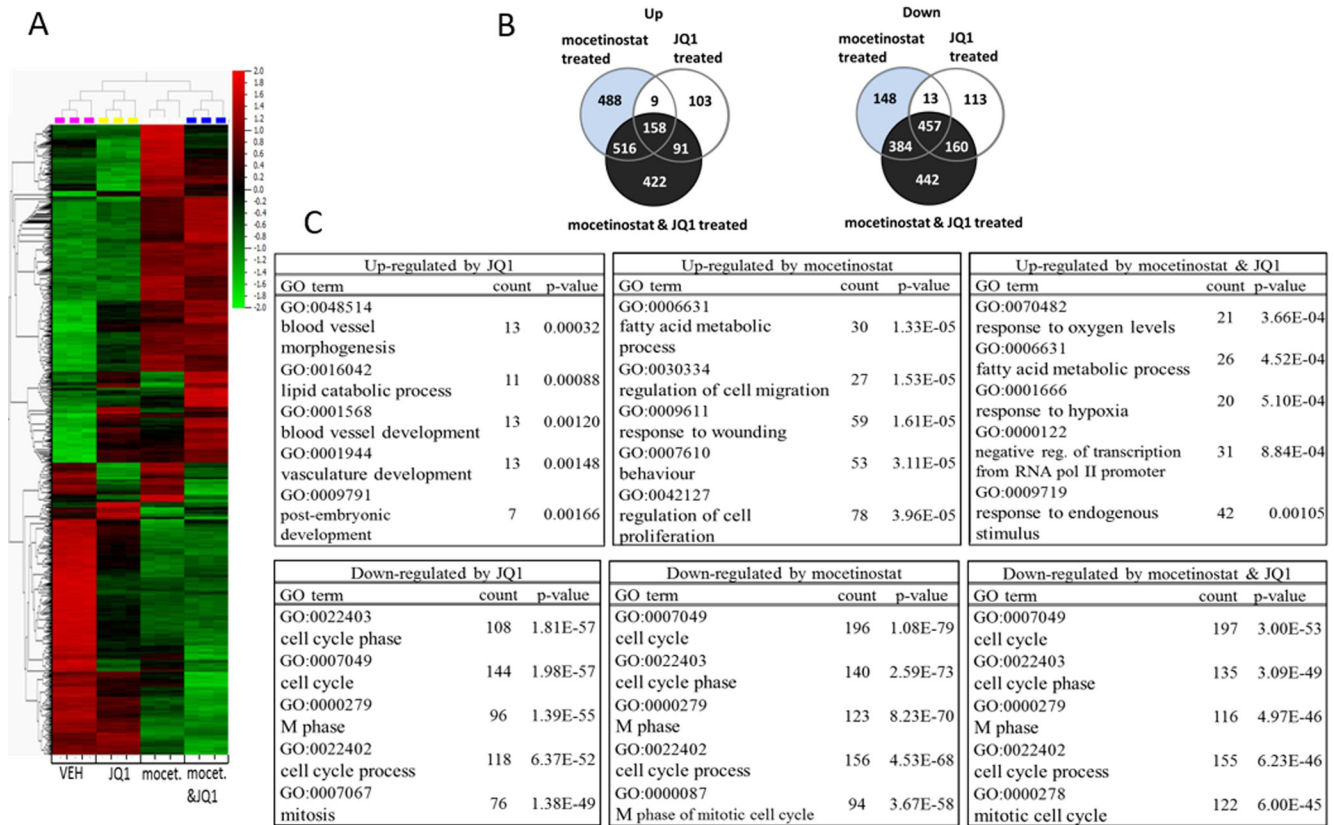 A
2.0
1.8
1.6
1.4
1.2
1.0
0.8
0.6
0.4
0.2
0.0
-0.2
-0.4
-0.6
-0.8
-1.0
-1.2
-1.4
-1.6
-1.8
-2.0
VEH JQ1 mocet. mocet.
&JQ1
B
Up
mocetinostat JQ1
treated treated
488 9 103
158
516 91
422
mocetinostat & JQ1 treated
Down
mocetinostat JQ1
treated treated
148 13 113
457
384 160
442
mocetinostat & JQ1 treated
C
Up-regulated by JQ1
GO term count p-value
GO:0048514
blood vessel 13 0.00032
morphogenesis
GO:0016042
lipid catabolic process 11 0.00088
GO:0001568
blood vessel development 13 0.00120
GO:0001944
vasculature development 13 0.00148
GO:0009791
post-embryonic 7 0.00166
development
Up-regulated by mocetinostat
GO term count p-value
GO:0006631
fatty acid metabolic 30 1.33E-05
process
GO:0030334
regulation of cell migration 27 1.53E-05
GO:0009611
response to wounding 59 1.61E-05
GO:0007610
behaviour 53 3.11E-05
GO:0042127
regulation of cell 78 3.96E-05
proliferation
Up-regulated by mocetinostat & JQ1
GO term count p-value
GO:0070482
response to oxygen levels 21 3.66E-04
GO:0006631
fatty acid metabolic process 26 4.52E-04
GO:0001666
response to hypoxia 20 5.10E-04
GO:0000122
negative reg. of transcription 31 8.84E-04
from RNA pol II promoter
GO:0009719
response to endogenous 42 0.00105
stimulus
Down-regulated by JQ1
GO term count p-value
GO:0022403
cell cycle phase 108 1.81E-57
GO:0007049
cell cycle 144 1.98E-57
GO:0000279
M phase 96 1.39E-55
GO:0022402
cell cycle process 118 6.37E-52
GO:0007067
mitosis 76 1.38E-49
Down-regulated by mocetinostat
GO term count p-value
GO:0007049
cell cycle 196 1.08E-79
GO:0022403
cell cycle phase 140 2.59E-73
GO:0000279
M phase 123 8.23E-70
GO:0022402
cell cycle process 156 4.53E-68
GO:0000087
M phase of mitotic cell cycle 94 3.67E-58
Down-regulated by mocetinostat & JQ1
GO term count p-value
GO:0007049
cell cycle 197 3.00E-53
GO:0022403
cell cycle phase 135 3.09E-49
GO:0000279
M phase 116 4.97E-46
GO:0022402
cell cycle process 155 6.23E-46
GO:0000278
mitotic cell cycle 122 6.00E-45